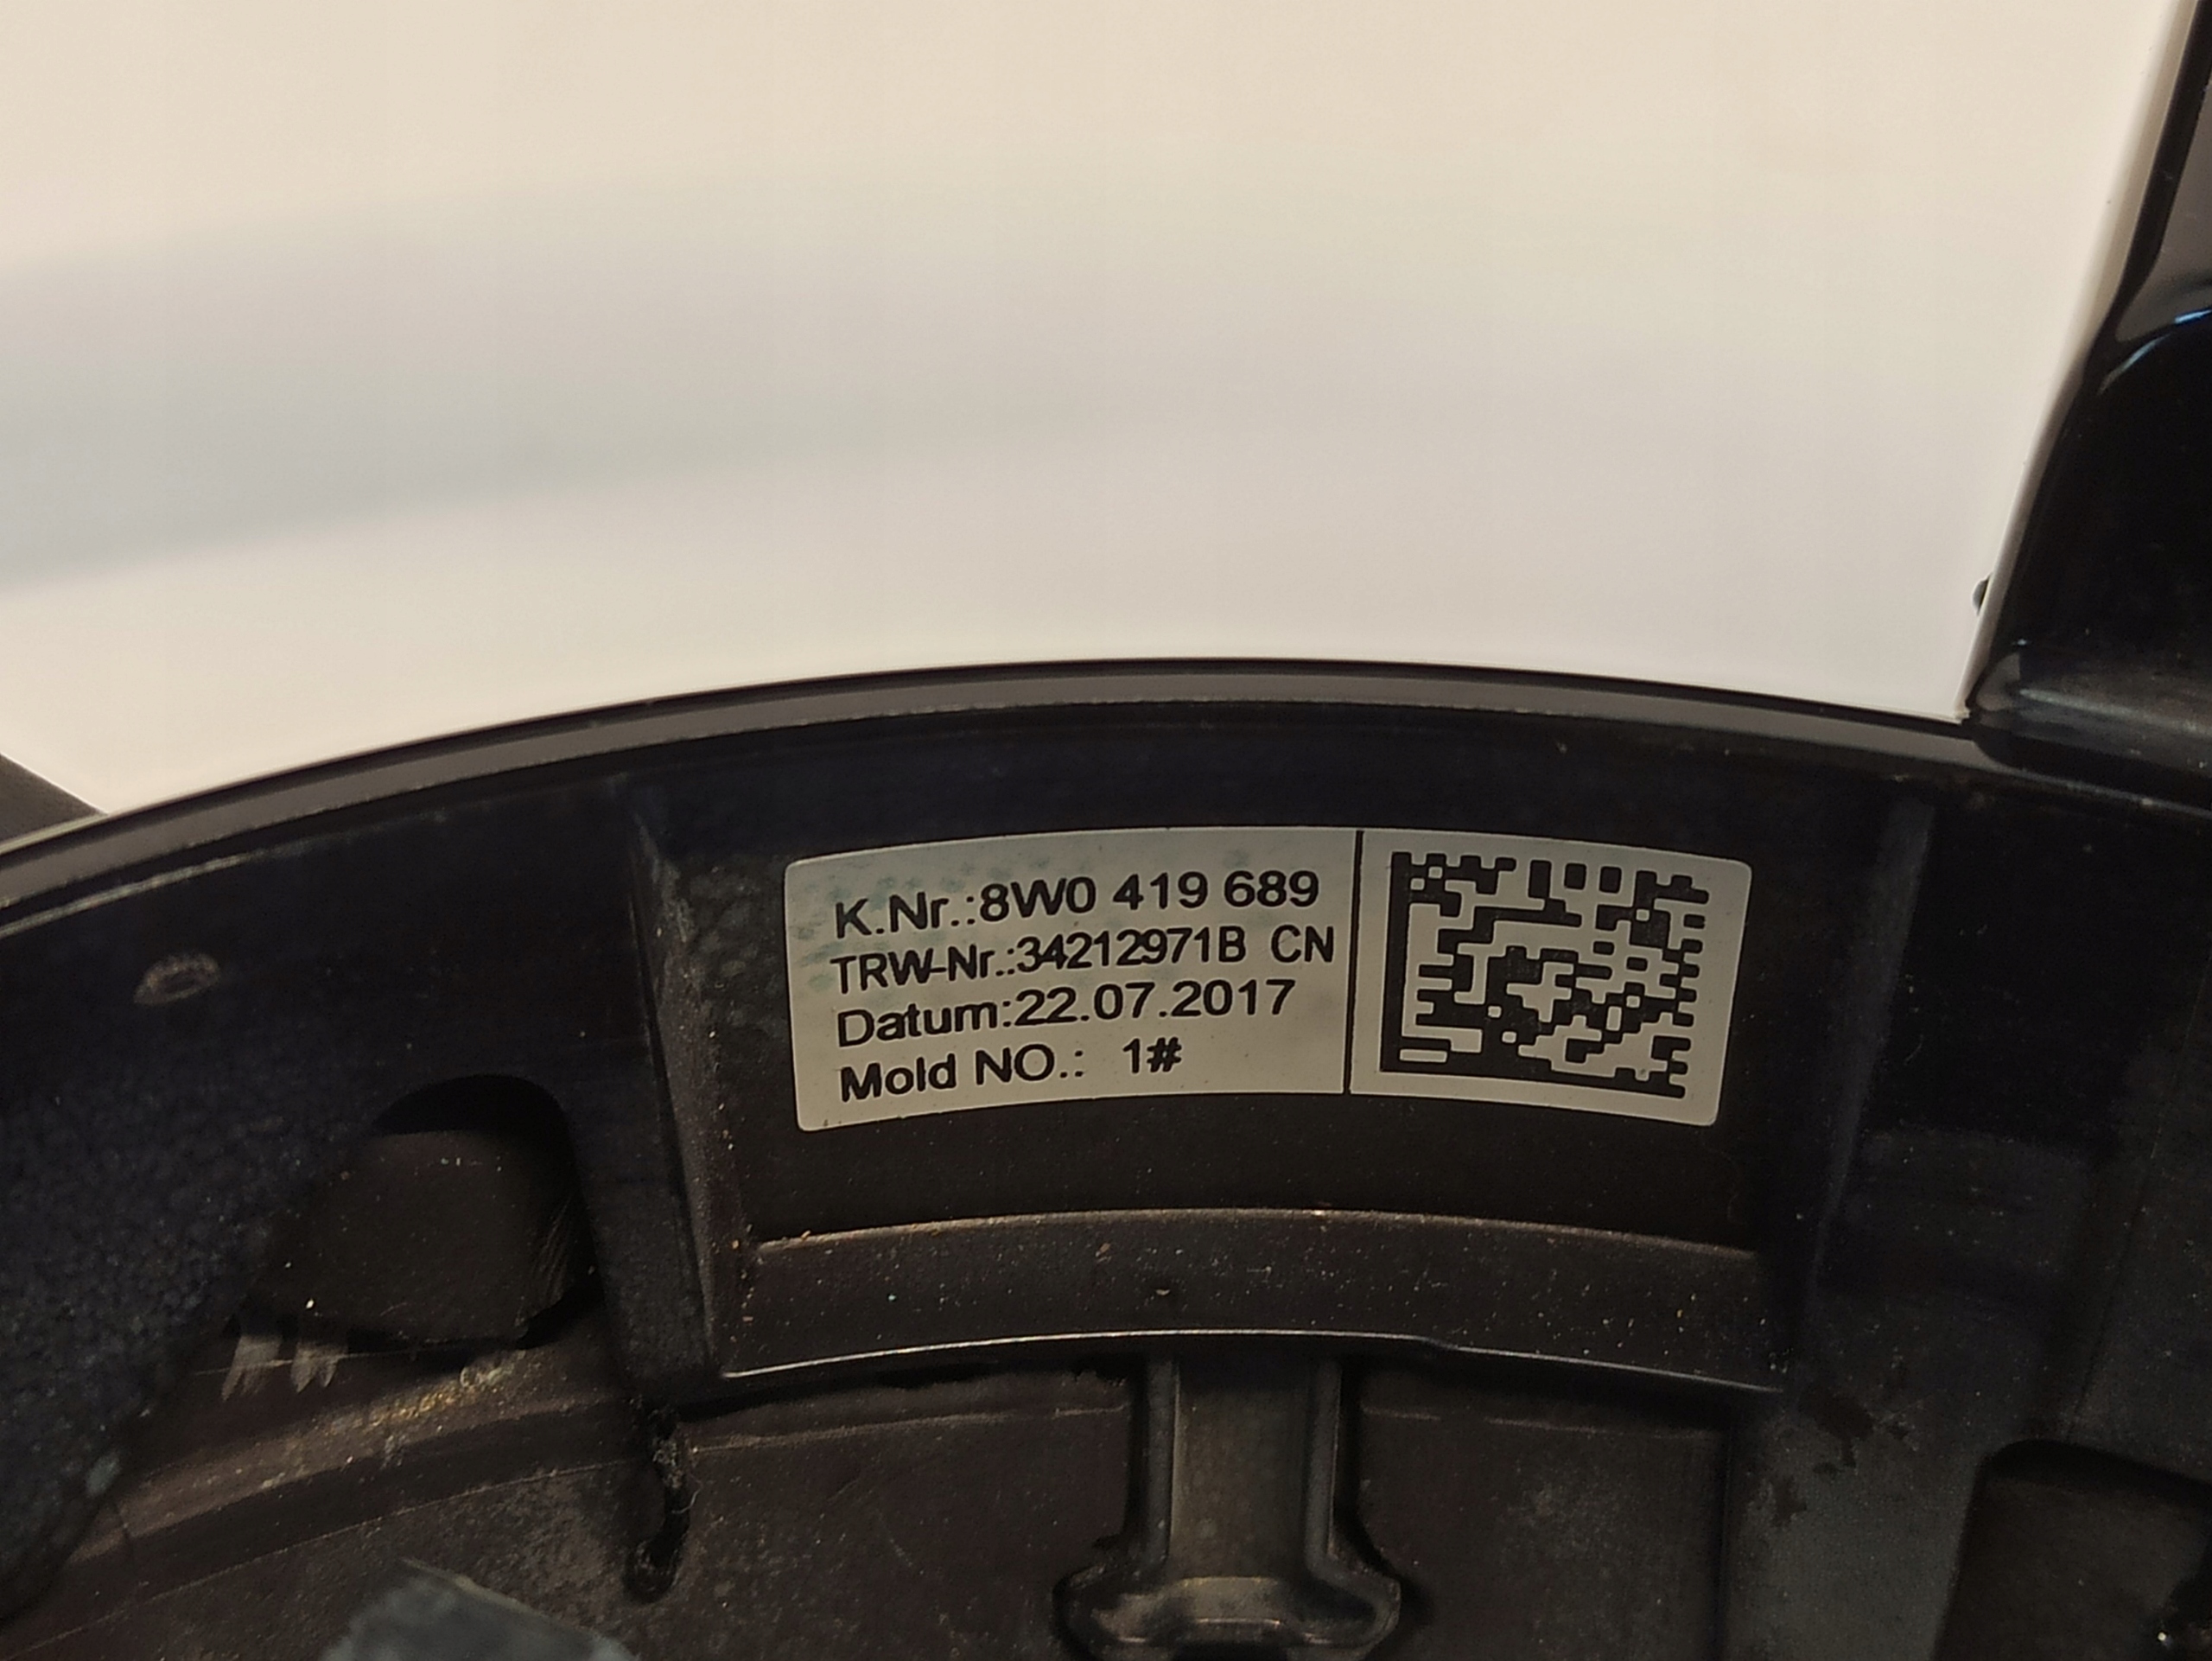 K.Nr.:8W0 419 689
TRW-Nr.:34212971B CN
Datum:22.07.2017
Mold NO.: 1#